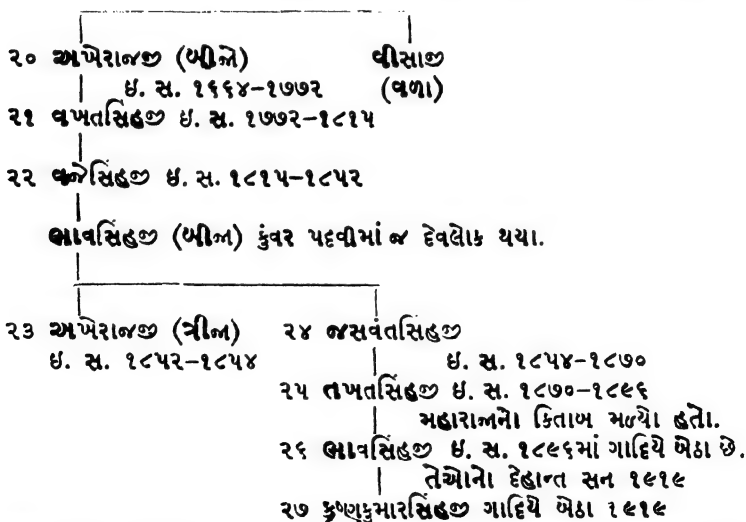 ૨૦ અખેરાજજી (બીજો) વીસાજી
ઇ. સ. ૧૬૬૪-૧૭૭૨ (વળા)
૨૧ વખતસિંહજી ઇ. સ. ૧૭૭૨-૧૮૧૫
૨૨ વજેસિંહજી ઇ. સ. ૧૮૧૫-૧૮૫૨
ભાવસિંહજી (બીજા) કુંવર પદવીમાં જ દેવલોક થયા.
૨૩ અખેરાજજી (ત્રીજા) ૨૪ જસવંતસિંહજી
ઇ. સ. ૧૮૫૨-૧૮૫૪ ઇ. સ. ૧૮૫૪-૧૮૭૦
૨૫ તખતસિંહજી ઇ. સ. ૧૮૭૦-૧૮૯૬
મહારાજાનો કિતાબ મળ્યો હતો.
૨૬ ભાવસિંહજી ઇ. સ. ૧૮૯૬માં ગાદિયે બેઠા છે.
તેઓનો દેહાન્ત સન ૧૯૧૯
૨૭ કૃષ્ણકુમારસિંહજી ગાદિયે બેઠા ૧૯૧૯